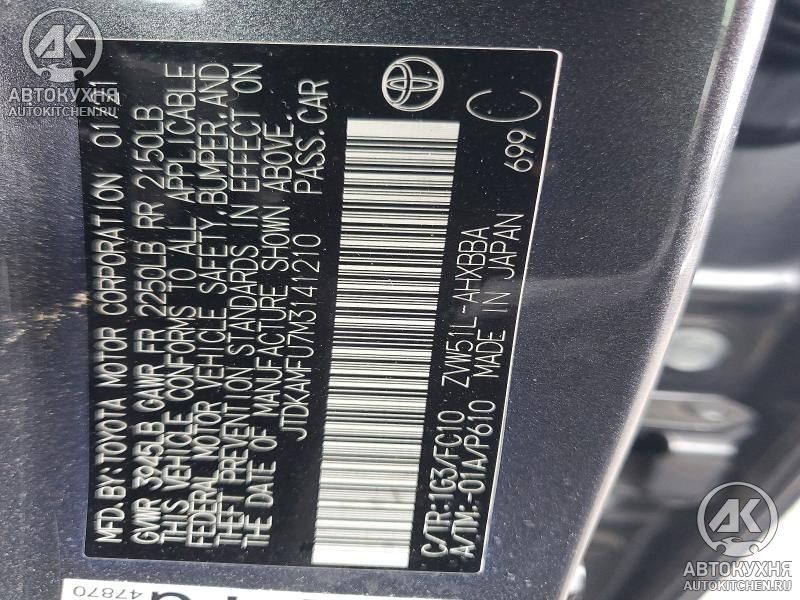 MFD.BY:TOYOTA MOTOR CORPORATION 01/21
GVWR 3945LB GAWR FR 2250LB RR 2150LB
THIS VEHICLE CONFORMS TO ALL APPLICABLE
FEDERAL MOTOR VEHICLE SAFETY, BUMPER, AND
THEFT PREVENTION STANDARDS IN EFFECT ON
THE DATE OF MANUFACTURE SHOWN ABOVE.
JTDKAMFU7M3141210 PASS.CAR
C/TR:1G3/FC10 ZVW51L-AHXBBA
A/TM:-01A/P610 MADE IN JAPAN
699 C
47870
АК
АВТОКУХНЯ
AUTOKITCHEN.RU
АК
АВТОКУХНЯ
AUTOKITCHEN.RU